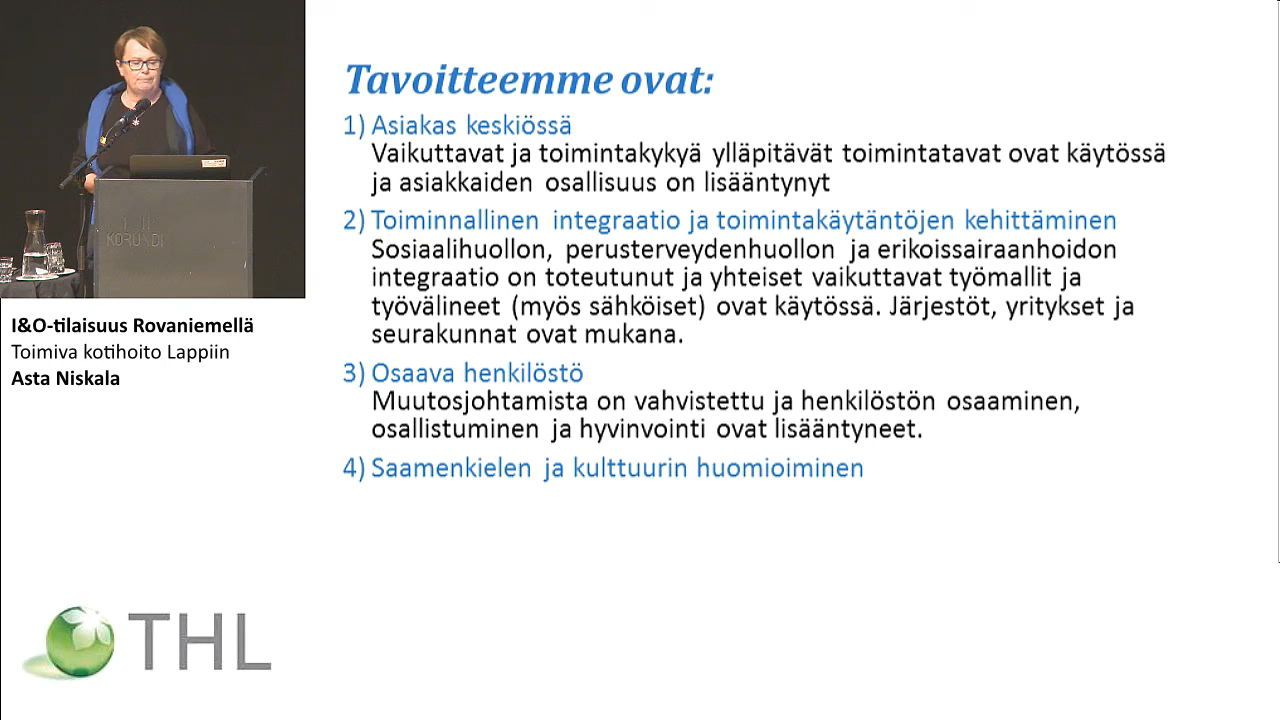 Tavoitteemme ovat:
1) Asiakas keskiössä
Vaikuttavat ja toimintakykyä ylläpitävät toimintatavat ovat käytössä
ja asiakkaiden osallisuus on lisääntynyt
2) Toiminnallinen integraatio ja toimintakäytäntöjen kehittäminen
Sosiaalihuollon, perusterveydenhuollon ja erikoissairaanhoidon
integraatio on toteutunut ja yhteiset vaikuttavat työmallit ja
työvälineet (myös sähköiset) ovat käytössä. Järjestöt, yritykset ja
seurakunnat ovat mukana.
3) Osaava henkilöstö
Muutosjohtamista on vahvistettu ja henkilöstön osaaminen,
osallistuminen ja hyvinvointi ovat lisääntyneet.
4) Saamenkielen ja kulttuurin huomioiminen
KORUNDI
I&O-tilaisuus Rovaniemellä
Toimiva kotihoito Lappiin
Asta Niskala
THL